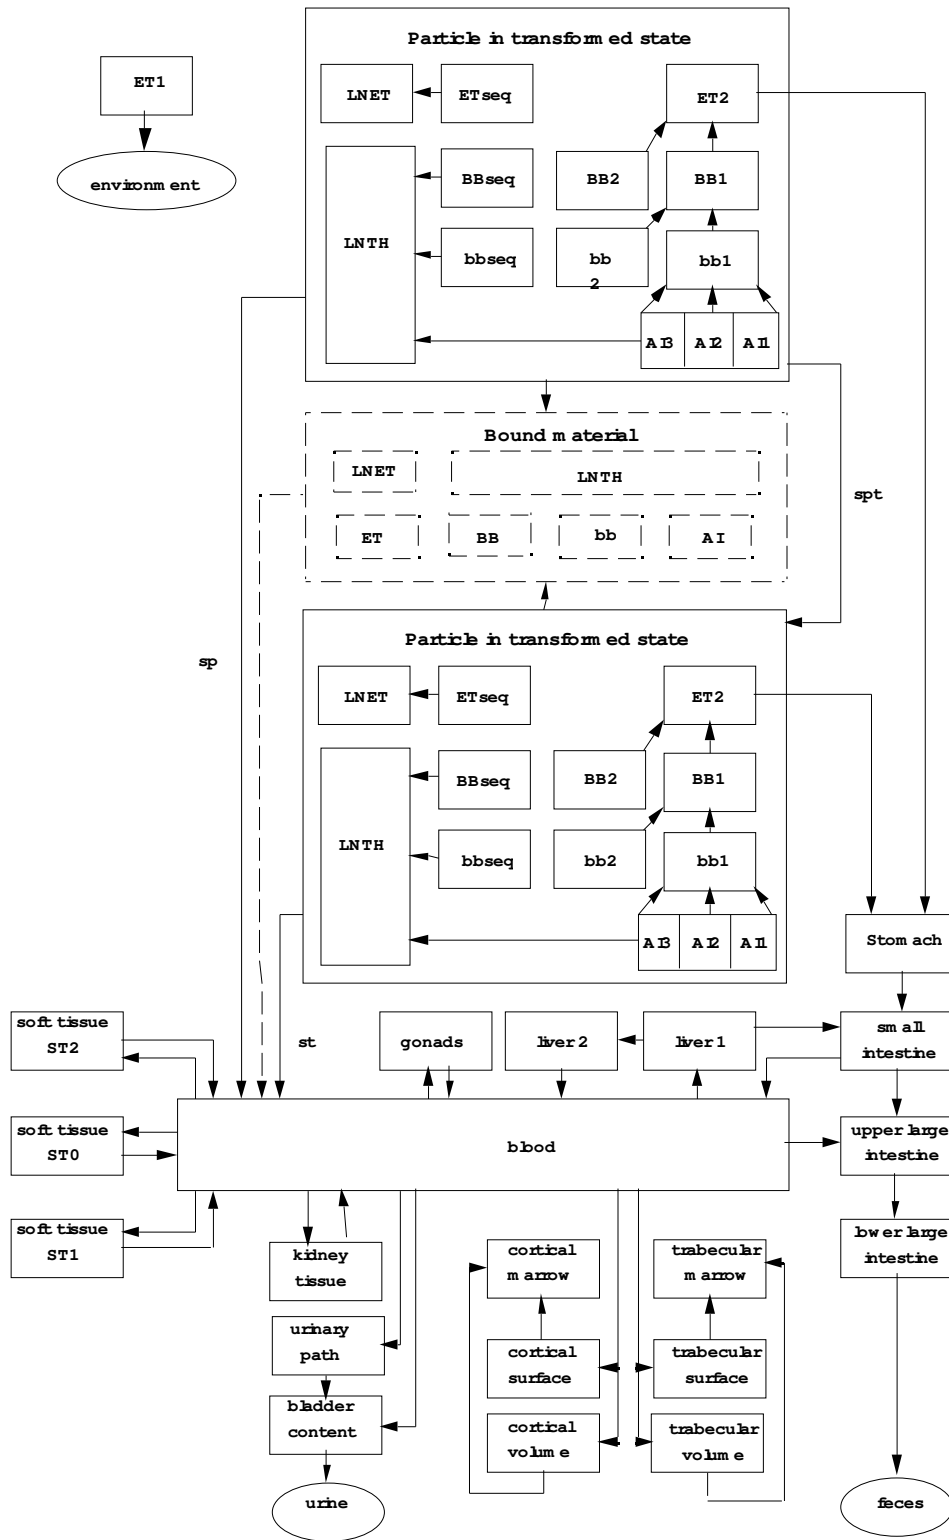 Particle in transformed state
ET1
environment
LNET
ETseq
ET2
BBseq
BB2
BB1
LNTH
bbseq
bb
2
bb1
AI3
AI2
AI1
Bound material
LNET
LNTH
ET
BB
bb
AI
spt
sp
Particle in transformed state
LNET
ETseq
ET2
BBseq
BB2
BB1
LNTH
bbseq
bb2
bb1
AI3
AI2
AI1
Stomach
st
soft tissue
ST2
gonads
liver 2
liver 1
small
intestine
soft tissue
ST0
blood
upper large
intestine
soft tissue
ST1
kidney
tissue
cortical
marrow
trabecular
marrow
lower large
intestine
urinary
path
cortical
surface
trabecular
surface
bladder
content
cortical
volume
trabecular
volume
urine
feces